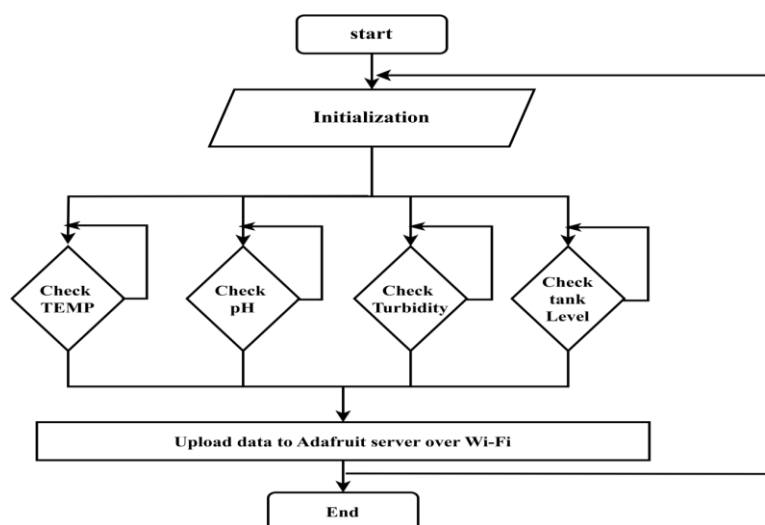 start
Initialization
Check
TEMP
Check
pH
Check
Turbidity
Check
tank
Level
Upload data to Adafruit server over Wi-Fi
End